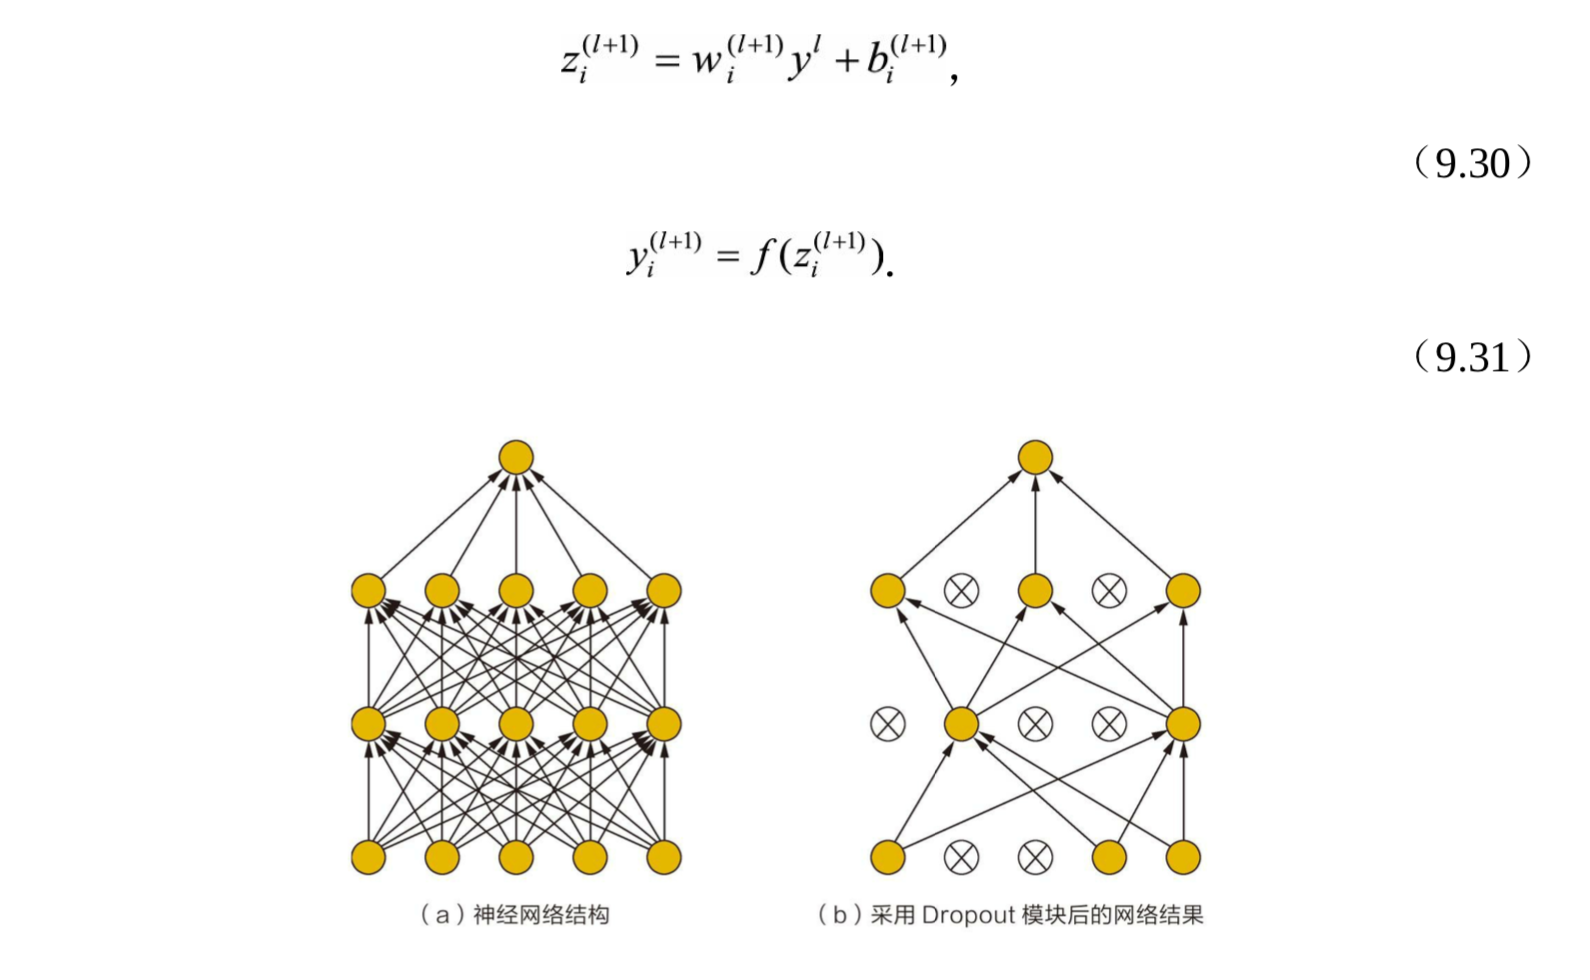 z_i^{(l+1)} = w_i^{(l+1)} y^l + b_i^{(l+1)},
（9.30）
y_i^{(l+1)} = f(z_i^{(l+1)}).
（9.31）
（a）神经网络结构 （b）采用 Dropout 模块后的网络结果